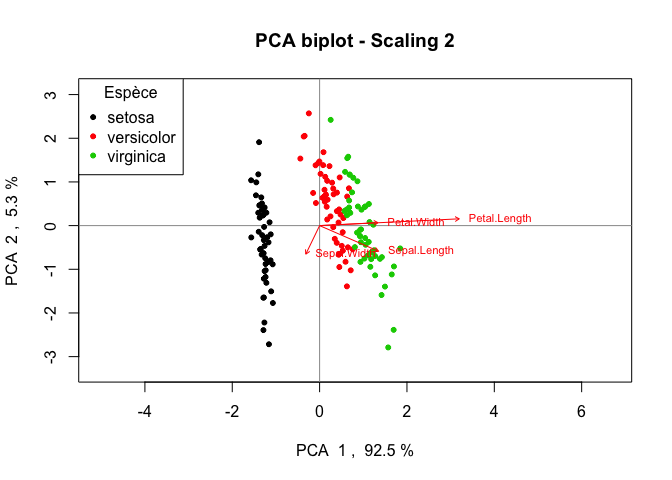 PCA biplot - Scaling 2
Espèce
setosa
versicolor
virginica
3
2
1
0
-1
-2
-3
PCA 2 , 5.3 %
Petal.Length
Petal.Width
Sepal.Length
Sepal.Width
-4
-2
0
2
4
6
PCA 1 , 92.5 %